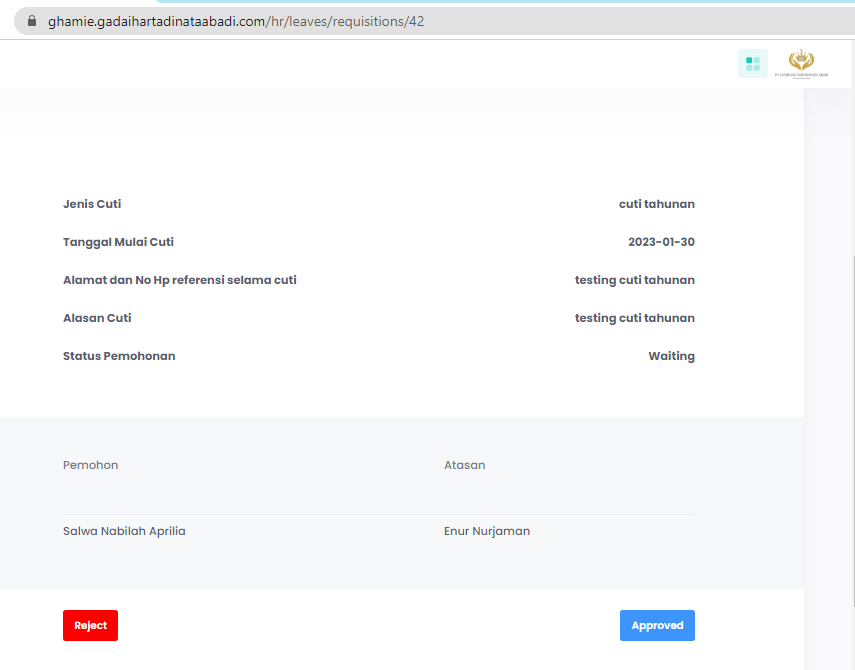 ghamie.gadaihartadinataabadi.com/hr/leaves/requisitions/42
Jenis Cuti cuti tahunan
Tanggal Mulai Cuti 2023-01-30
Alamat dan No Hp referensi selama cuti testing cuti tahunan
Alasan Cuti testing cuti tahunan
Status Pemohonan Waiting
Pemohon Atasan
Salwa Nabilah Aprilia Enur Nurjaman
Reject Approved